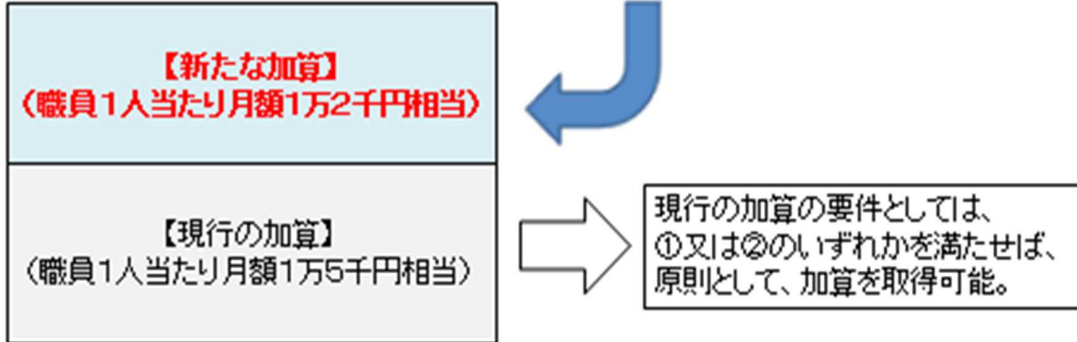 【新たな加算】
（職員1人当たり月額1万2千円相当）
【現行の加算】
（職員1人当たり月額1万5千円相当）
現行の加算の要件としては、
①又は②のいずれかを満たせば、
原則として、加算を取得可能。